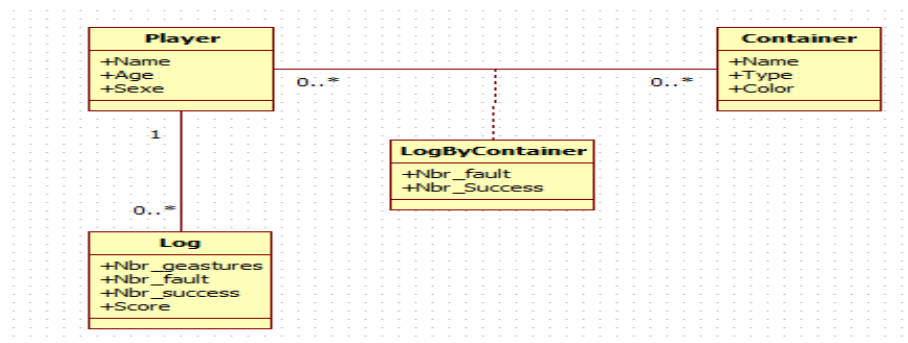 Player
+Name
+Age
+Sexe
0..*
0..*
Container
+Name
+Type
+Color
1
LogByContainer
+Nbr_fault
+Nbr_Success
0..*
Log
+Nbr_geastures
+Nbr_fault
+Nbr_success
+Score